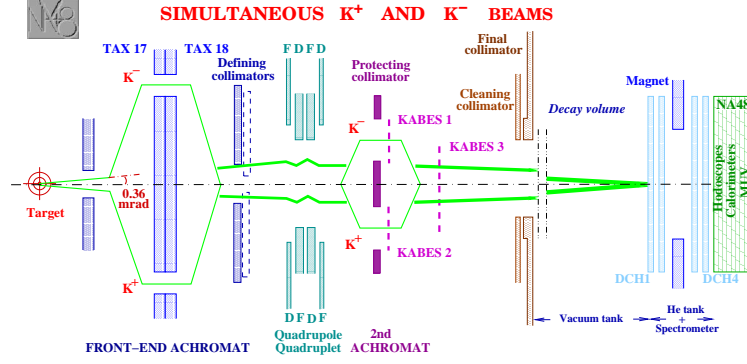 NA48
SIMULTANEOUS K+ AND K− BEAMS
TAX 17 TAX 18
Defining
collimators
F D F D
Protecting
collimator
Final
collimator
Cleaning
collimator
Magnet
NA48
Decay volume
K−
K−
KABES 1
KABES 3
0.36
mrad
Target
Hodoscopes
Calorimeters
MUV
K+
K+
KABES 2
DCH1
DCH4
D F D F
Vacuum tank
He tank
+
Spectrometer
FRONT−END ACHROMAT
Quadrupole
Quadruplet
2nd
ACHROMAT